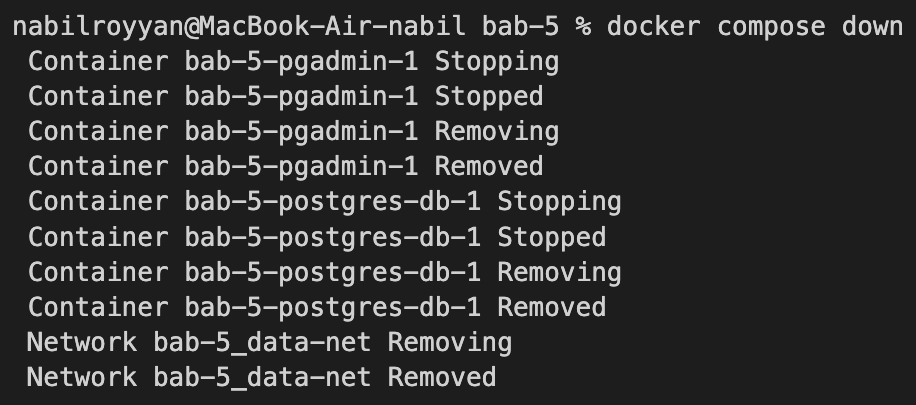 nabilroyyan@MacBook-Air-nabil bab-5 % docker compose down
Container bab-5-pgadmin-1 Stopping
Container bab-5-pgadmin-1 Stopped
Container bab-5-pgadmin-1 Removing
Container bab-5-pgadmin-1 Removed
Container bab-5-postgres-db-1 Stopping
Container bab-5-postgres-db-1 Stopped
Container bab-5-postgres-db-1 Removing
Container bab-5-postgres-db-1 Removed
Network bab-5_data-net Removing
Network bab-5_data-net Removed